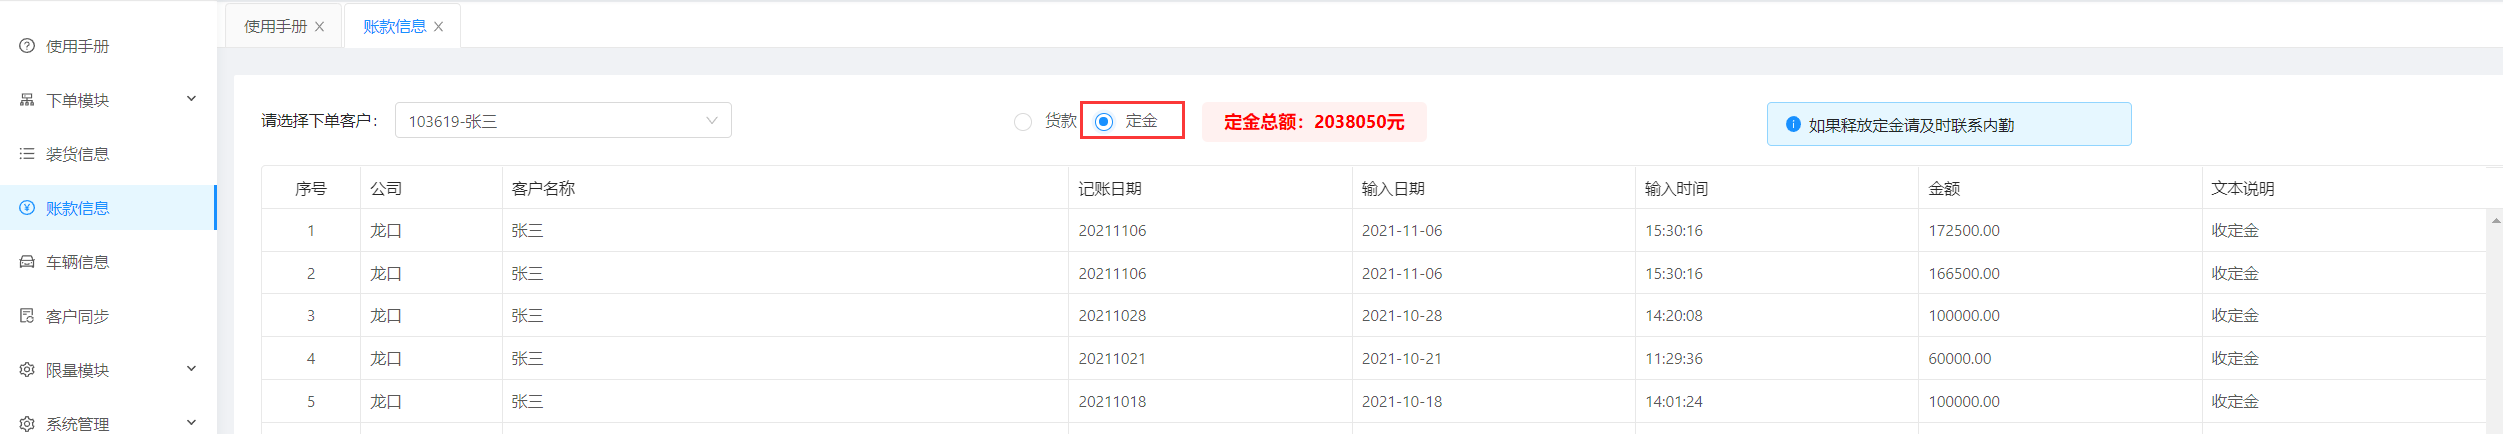 使用手册
下单模块
装货信息
账款信息
车辆信息
客户同步
限量模块
系统管理
使用手册 账款信息
请选择下单客户： 103619-张三 货款 定金 定金总额：2038050元 如果释放定金请及时联系内勤
序号 公司 客户名称 记账日期 输入日期 输入时间 金额 文本说明
1 龙口 张三 20211106 2021-11-06 15:30:16 172500.00 收定金
2 龙口 张三 20211106 2021-11-06 15:30:16 166500.00 收定金
3 龙口 张三 20211028 2021-10-28 14:20:08 100000.00 收定金
4 龙口 张三 20211021 2021-10-21 11:29:36 60000.00 收定金
5 龙口 张三 20211018 2021-10-18 14:01:24 100000.00 收定金